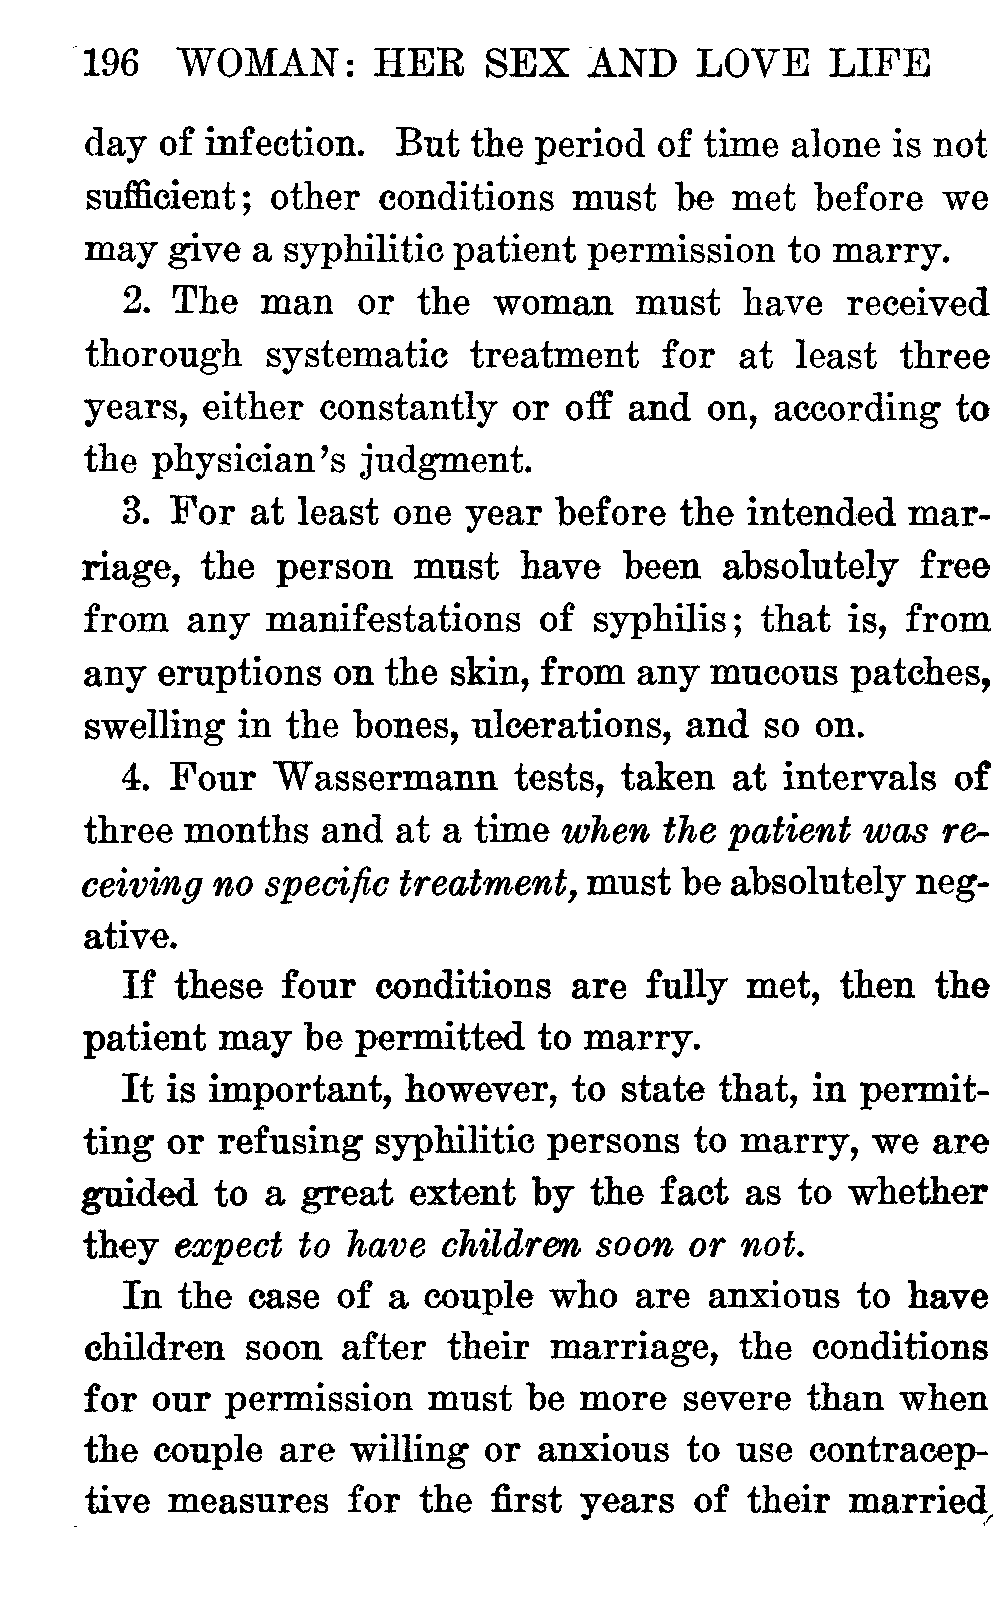 196 WOMAN: HER SEX AND LOVE LIFE
day of infection. But the period of time alone is not
sufficient; other conditions must be met before we
may give a syphilitic patient permission to marry.
2. The man or the woman must have received
thorough systematic treatment for at least three
years, either constantly or off and on, according to
the physician's judgment.
3. For at least one year before the intended mar-
riage, the person must have been absolutely free
from any manifestations of syphilis; that is, from
any eruptions on the skin, from any mucous patches,
swelling in the bones, ulcerations, and so on.
4. Four Wassermann tests, taken at intervals of
three months and at a time when the patient was re-
ceiving no specific treatment, must be absolutely neg-
ative.
If these four conditions are fully met, then the
patient may be permitted to marry.
It is important, however, to state that, in permit-
ting or refusing syphilitic persons to marry, we are
guided to a great extent by the fact as to whether
they expect to have children soon or not.
In the case of a couple who are anxious to have
children soon after their marriage, the conditions
for our permission must be more severe than when
the couple are willing or anxious to use contracep-
tive measures for the first years of their married